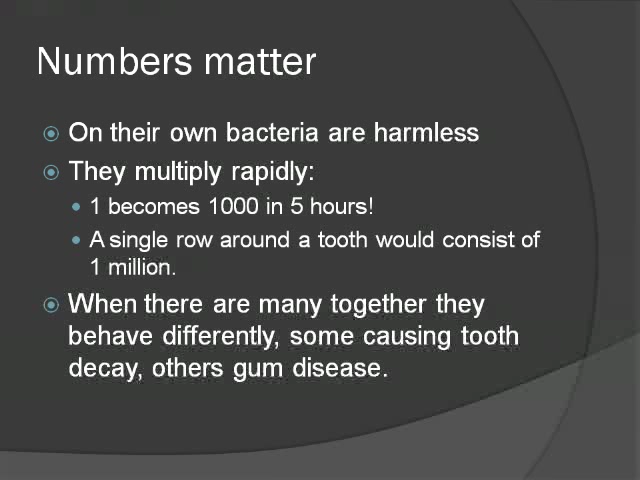 Numbers matter
On their own bacteria are harmless
They multiply rapidly:
1 becomes 1000 in 5 hours!
A single row around a tooth would consist of
1 million.
When there are many together they
behave differently, some causing tooth
decay, others gum disease.